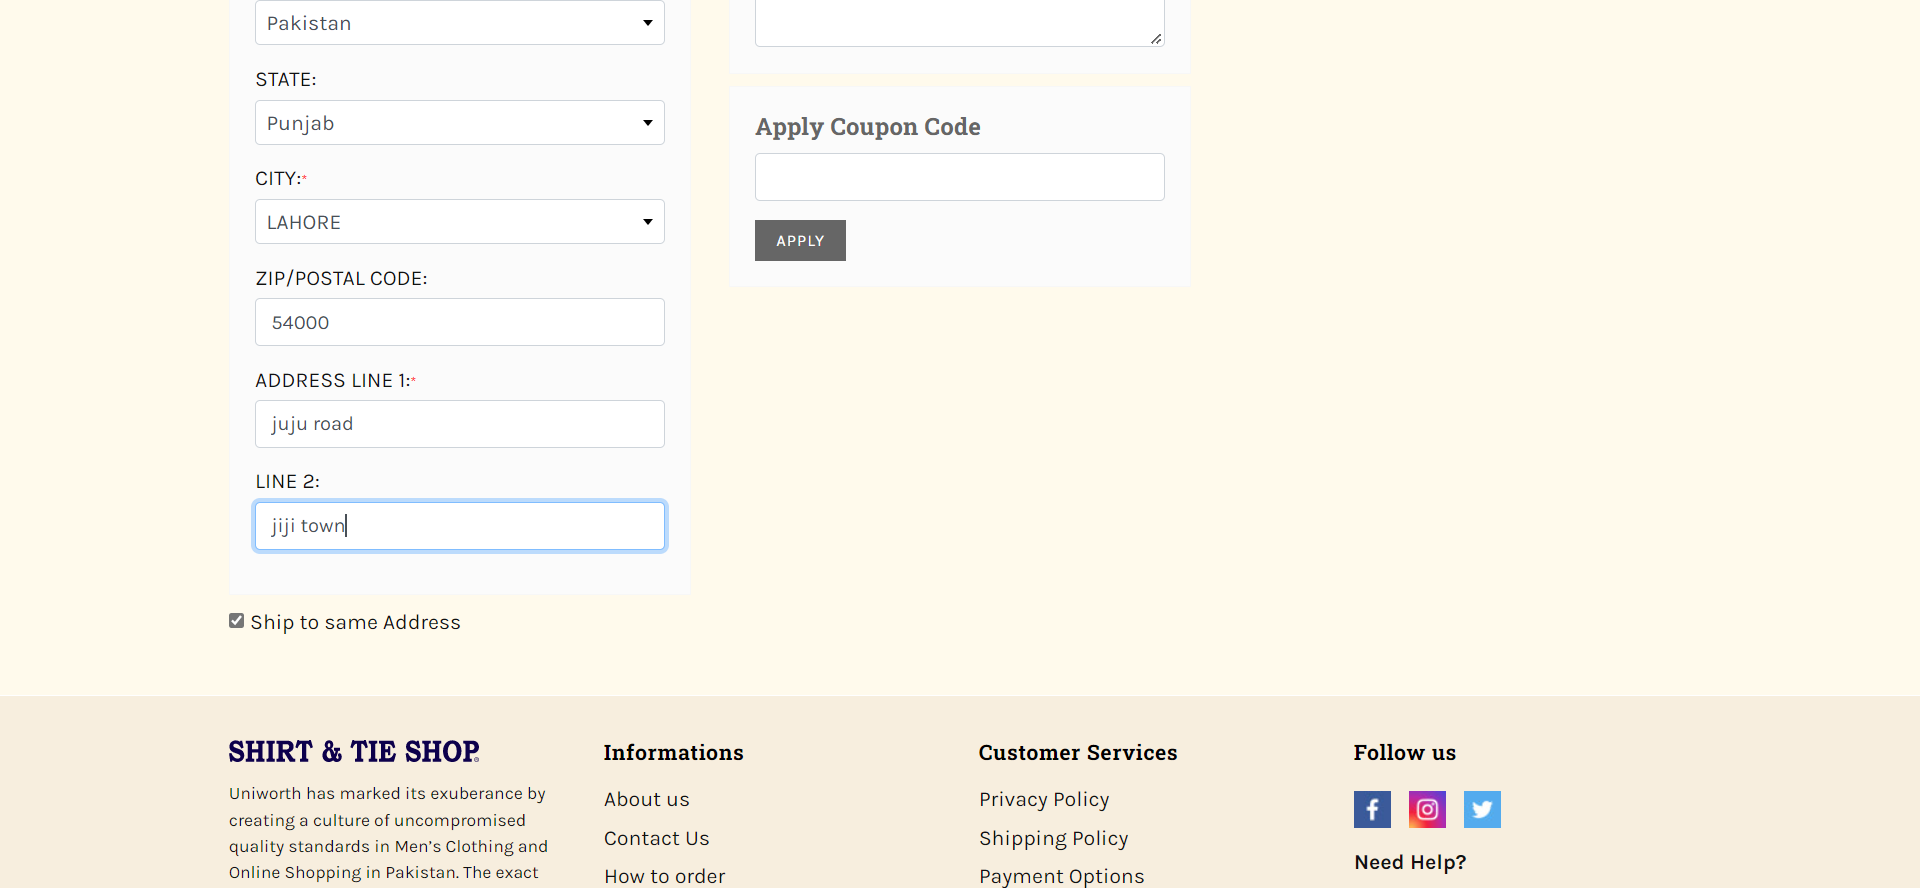 Pakistan
STATE:
Punjab
CITY:*
LAHORE
ZIP/POSTAL CODE:
54000
ADDRESS LINE 1:*
juju road
LINE 2:
jiji town
Ship to same Address
Apply Coupon Code
APPLY
SHIRT & TIE SHOP
Uniworth has marked its exuberance by
creating a culture of uncompromised
quality standards in Men’s Clothing and
Online Shopping in Pakistan. The exact
Informations
About us
Contact Us
How to order
Customer Services
Privacy Policy
Shipping Policy
Payment Options
Follow us
Need Help?